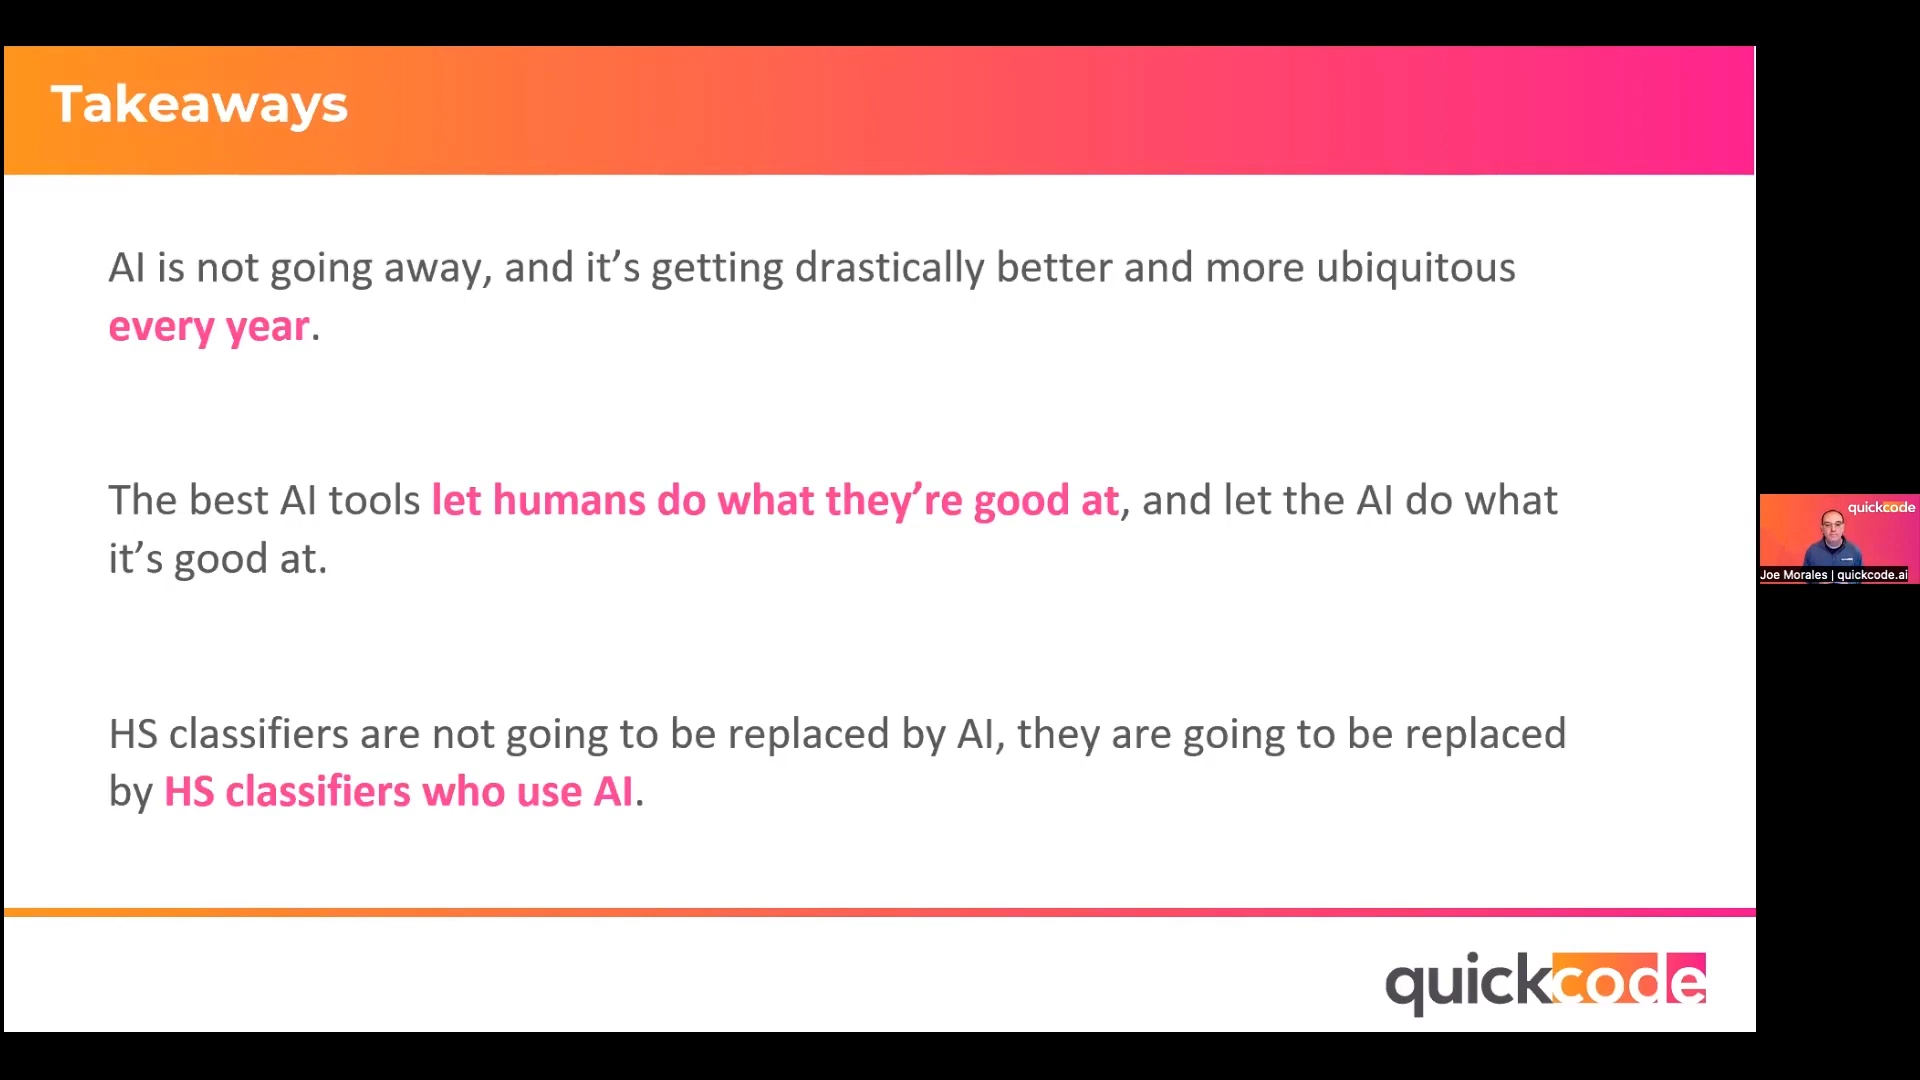 Takeaways
AI is not going away, and it’s getting drastically better and more ubiquitous
every year.
The best AI tools let humans do what they’re good at, and let the AI do what
it’s good at.
HS classifiers are not going to be replaced by AI, they are going to be replaced
by HS classifiers who use AI.
quickcode
quickcode
Joe Morales | quickcode.ai